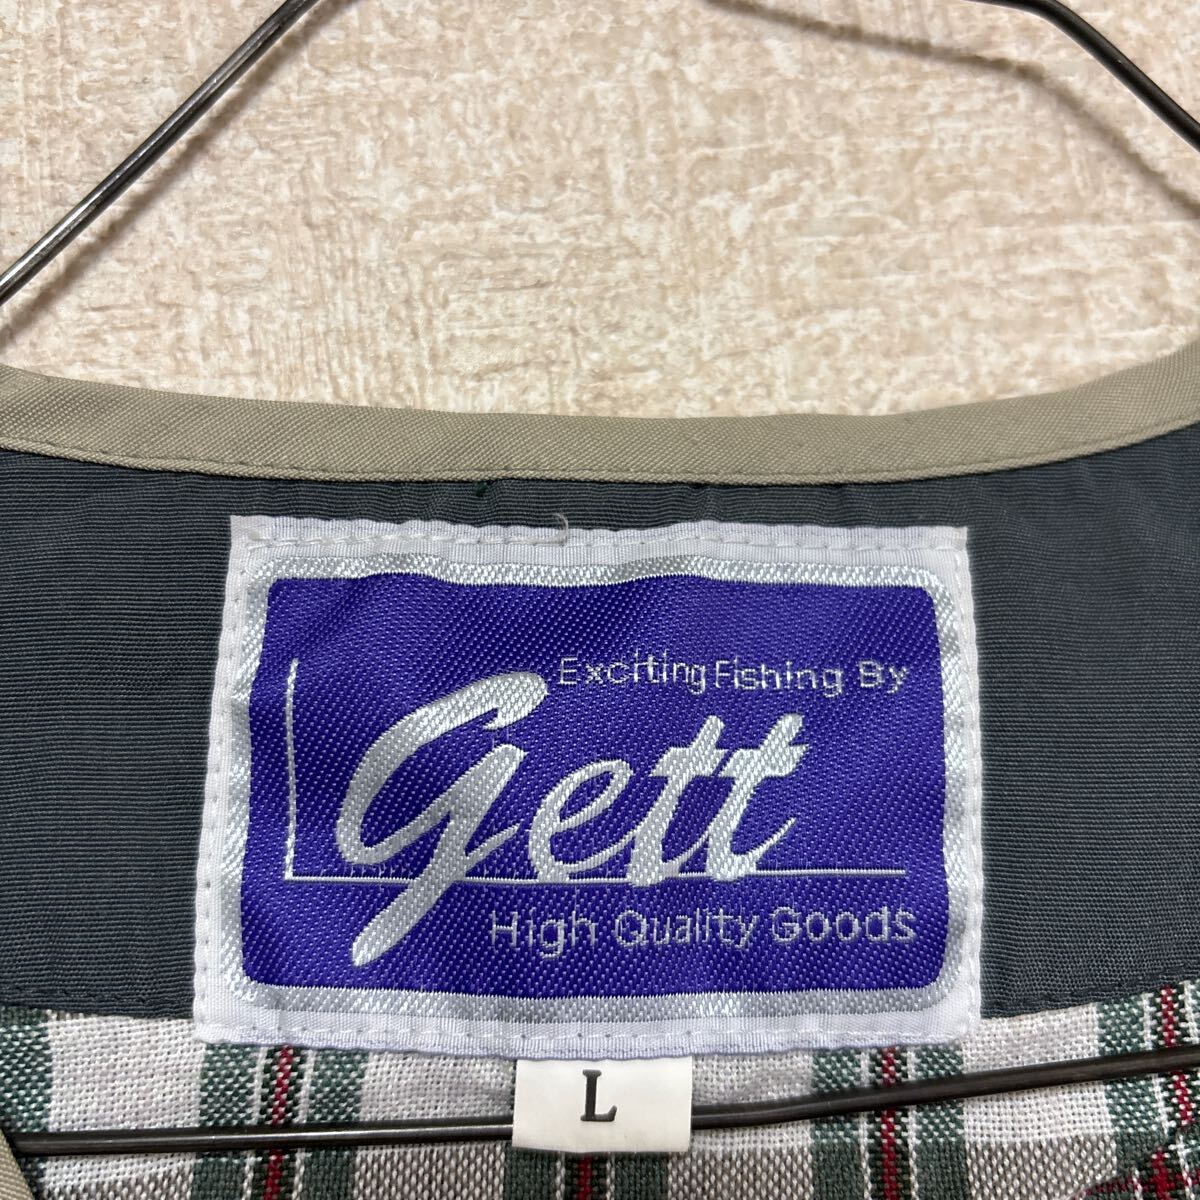 Exciting Fishing By
gett
High Quality Goods
L